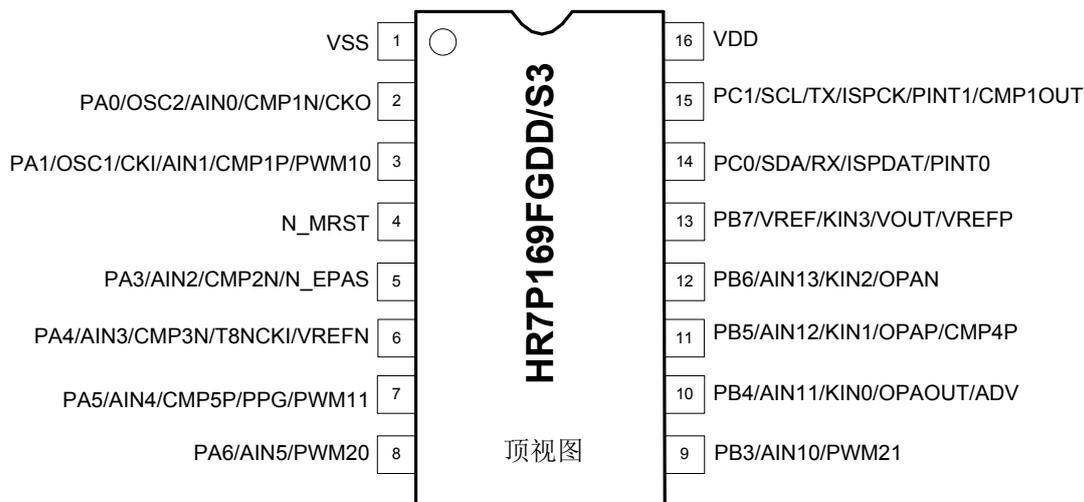 VSS 1
PA0/OSC2/AIN0/CMP1N/CKO 2
PA1/OSC1/CKI/AIN1/CMP1P/PWM10 3
N_MRST 4
PA3/AIN2/CMP2N/N_EPAS 5
PA4/AIN3/CMP3N/T8NCKI/VREFN 6
PA5/AIN4/CMP5P/PPG/PWM11 7
PA6/AIN5/PWM20 8
HR7P169FGDD/S3
顶视图
16 VDD
15 PC1/SCL/TX/ISPCK/PINT1/CMP1OUT
14 PC0/SDA/RX/ISPDAT/PINT0
13 PB7/VREF/KIN3/VOUT/VREFP
12 PB6/AIN13/KIN2/OPAN
11 PB5/AIN12/KIN1/OPAP/CMP4P
10 PB4/AIN11/KIN0/OPAOUT/ADV
9 PB3/AIN10/PWM21